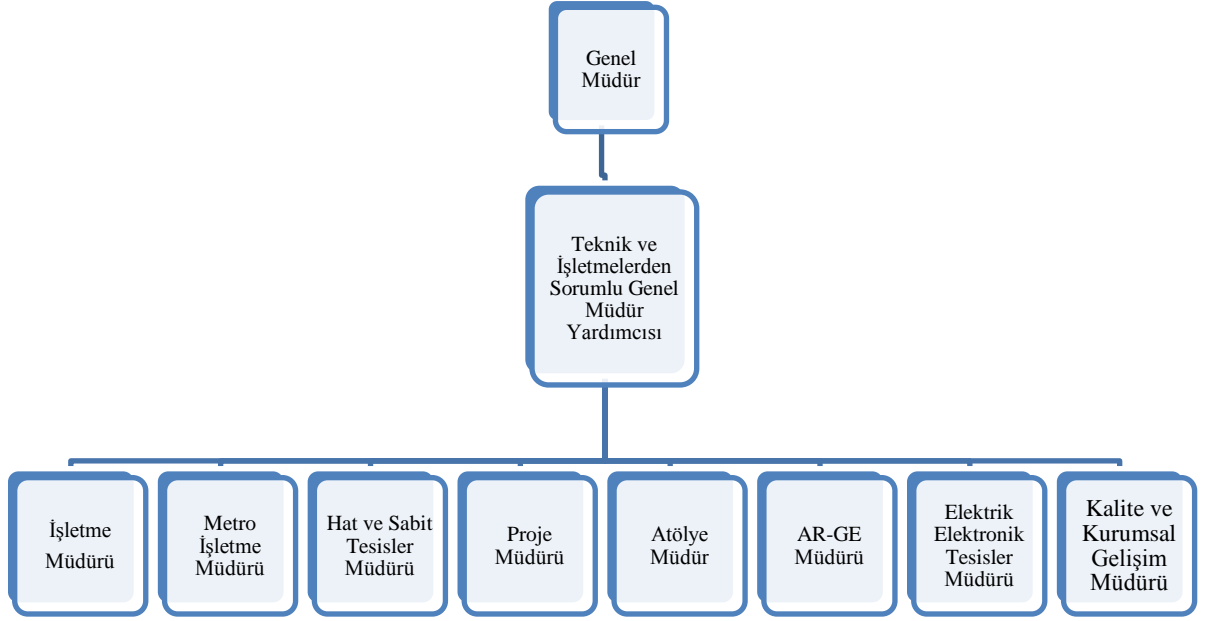 Genel
Müdür
Teknik ve
İşletmelerden
Sorumlu Genel
Müdür
Yardımcısı
İşletme
Müdürü
Metro
İşletme
Müdürü
Hat ve Sabit
Tesisler
Müdürü
Proje
Müdürü
Atölye
Müdür
AR-GE
Müdürü
Elektrik
Elektronik
Tesisler
Müdürü
Kalite ve
Kurumsal
Gelişim
Müdürü